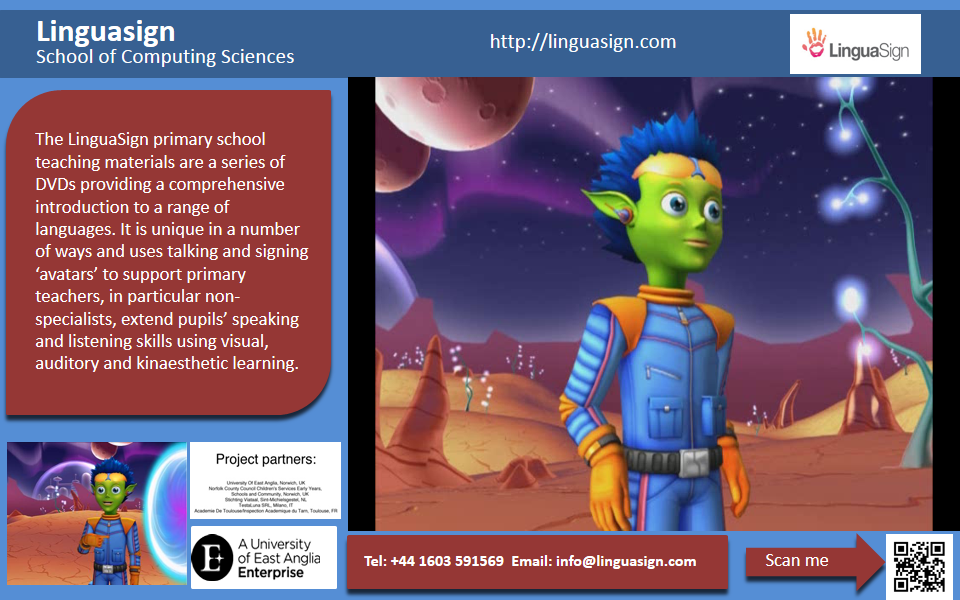 Linguasign
School of Computing Sciences
http://linguasign.com
LinguaSign
The LinguaSign primary school
teaching materials are a series of
DVDs providing a comprehensive
introduction to a range of
languages. It is unique in a number
of ways and uses talking and signing
‘avatars’ to support primary
teachers, in particular non-
specialists, extend pupils’ speaking
and listening skills using visual,
auditory and kinaesthetic learning.
Project partners:
University Of East Anglia, Norwich, UK
Norfolk County Council Children's Services Early Years,
Schools and Community, Norwich, UK
Stichting Viataal, Sint-Michielsgestel, NL
TestaLuna SRL, Milano, IT
Academie De Toulouse/Inspection Academique du Tarn, Toulouse, FR
E
A University
of East Anglia
Enterprise
Tel: +44 1603 591569 Email: info@linguasign.com
Scan me